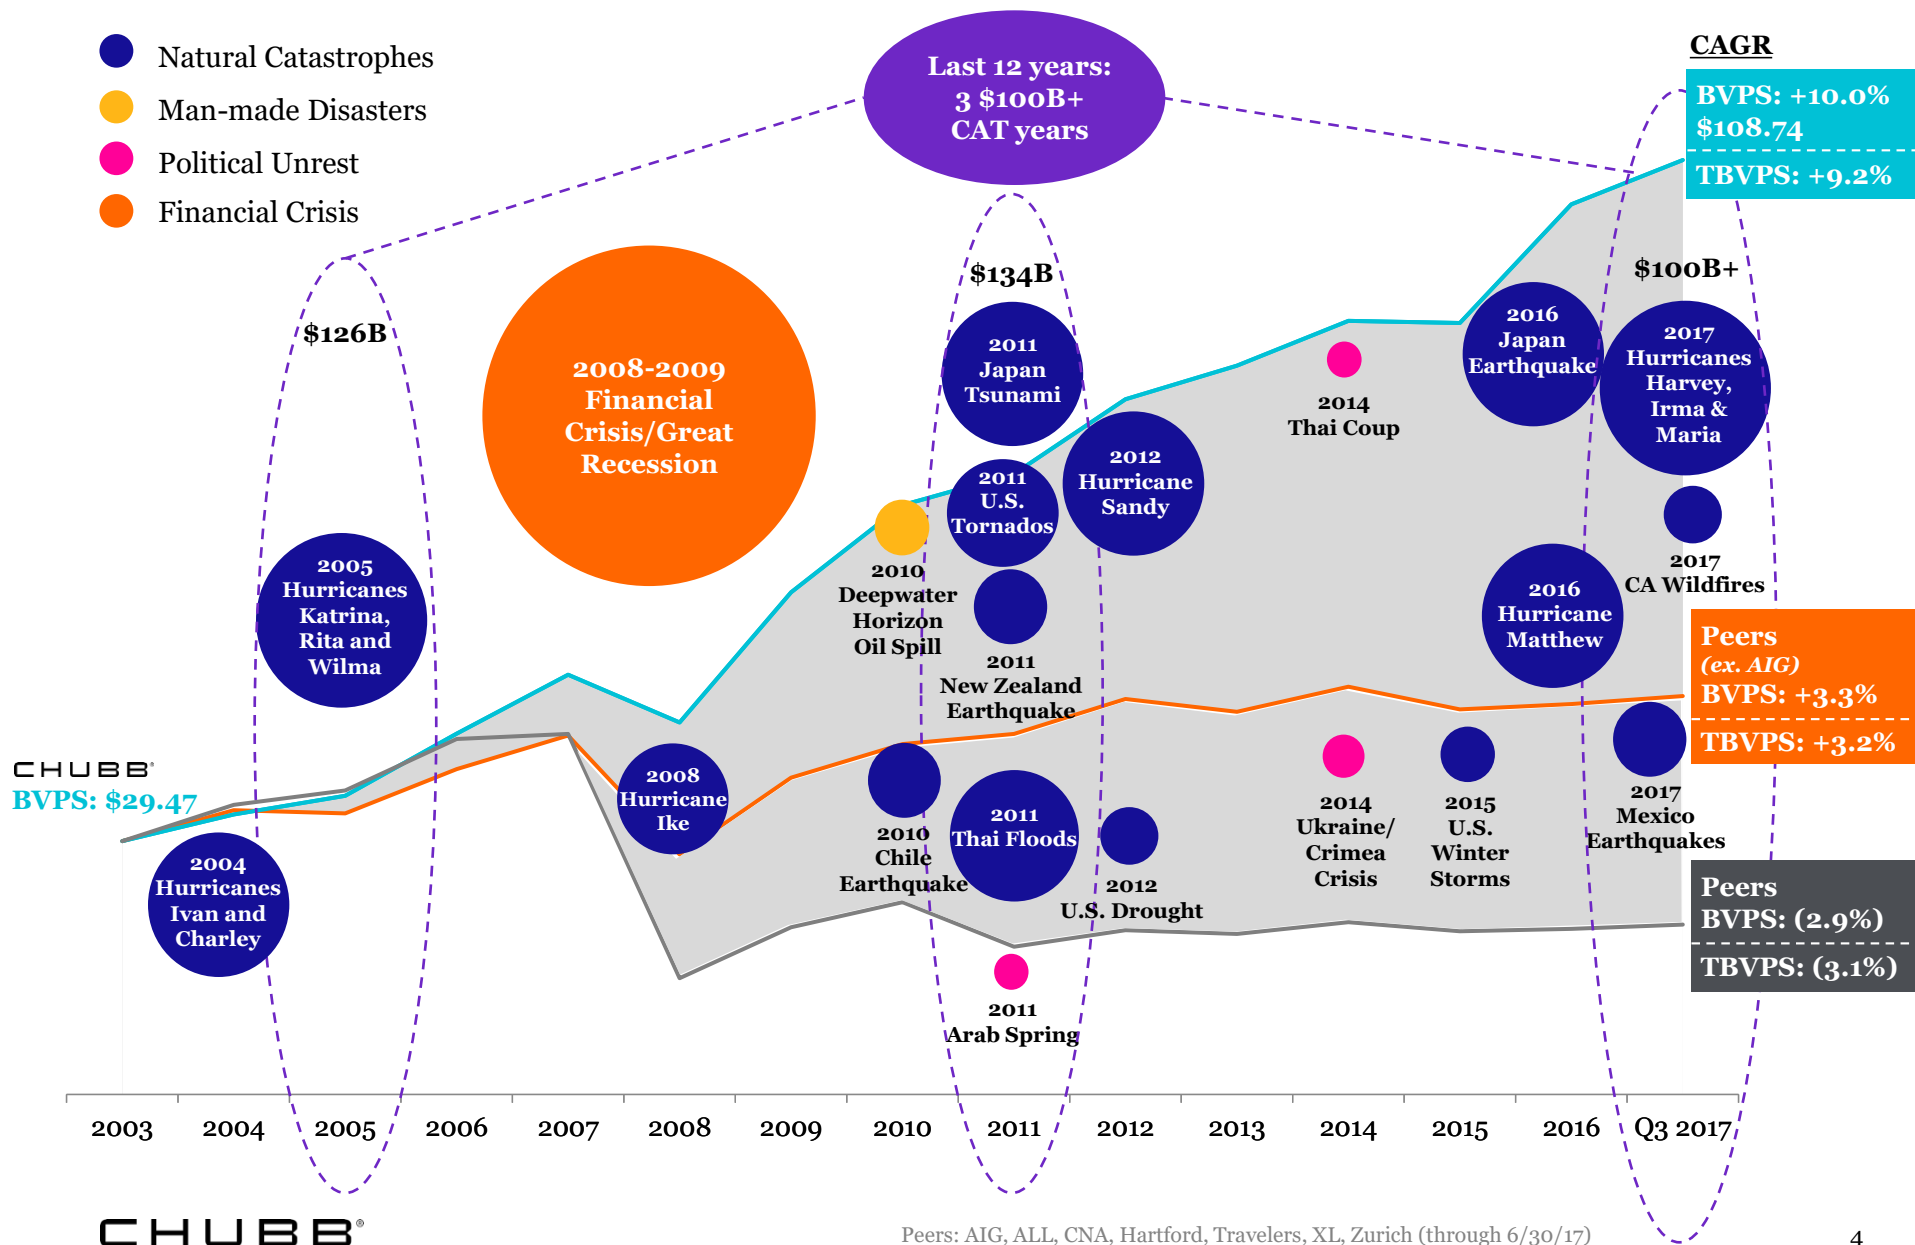 Natural Catastrophes
Man-made Disasters
Political Unrest
Financial Crisis
Last 12 years:
3 $100B+
CAT years
CAGR
BVPS: +10.0%
$108.74
TBVPS: +9.2%
$126B
$134B
$100B+
2008-2009
Financial
Crisis/Great
Recession
2011
Japan
Tsunami
2014
Thai Coup
2016
Japan
Earthquake
2017
Hurricanes
Harvey,
Irma &
Maria
2005
Hurricanes
Katrina,
Rita and
Wilma
2010
Deepwater
Horizon
Oil Spill
2011
U.S.
Tornados
2012
Hurricane
Sandy
2011
New Zealand
Earthquake
2016
Hurricane
Matthew
2017
CA Wildfires
Peers
(ex. AIG)
BVPS: +3.3%
TBVPS: +3.2%
CHUBB®
BVPS: $29.47
2004
Hurricanes
Ivan and
Charley
2008
Hurricane
Ike
2010
Chile
Earthquake
2011
Thai Floods
2012
U.S. Drought
2014
Ukraine/
Crimea
Crisis
2015
U.S.
Winter
Storms
2017
Mexico
Earthquakes
Peers
BVPS: (2.9%)
TBVPS: (3.1%)
2011
Arab Spring
2003 2004 2005 2006 2007 2008 2009 2010 2011 2012 2013 2014 2015 2016 Q3 2017
CHUBB®
Peers: AIG, ALL, CNA, Hartford, Travelers, XL, Zurich (through 6/30/17)
4